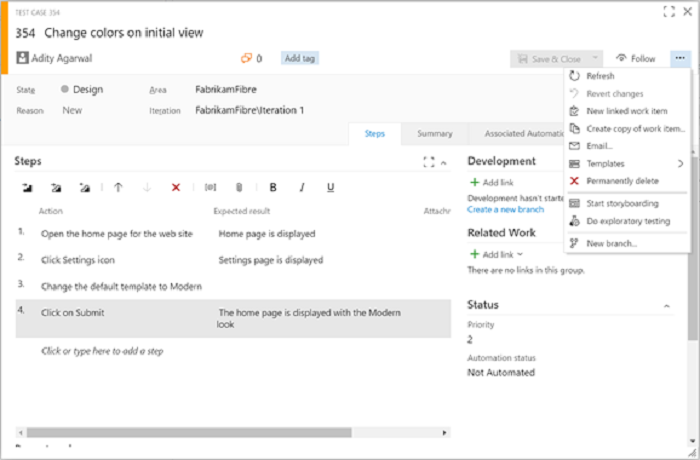 TEST CASE 354
354 Change colors on initial view
Adity Agarwal
0
Add tag
Save & Close
Follow
State
Design
Area
FabrikamFibre
Reason
New
Iteration
FabrikamFibre\Iteration 1
Steps
Summary
Associated Automatic
Refresh
Revert changes
New linked work item
Create copy of work item...
Email...
Templates
Permanently delete
Start storyboarding
Do exploratory testing
New branch...
Steps
B I U
Action
Expected result
Attachr
1. Open the home page for the web site
Home page is displayed
2. Click Settings icon
Settings page is displayed
3. Change the default template to Modern
4. Click on Submit
The home page is displayed with the Modern
look
Click or type here to add a step
Development
+ Add link
Development hasn't starte
Create a new branch
Related Work
+ Add link
There are no links in this group.
Status
Priority
2
Automation status
Not Automated